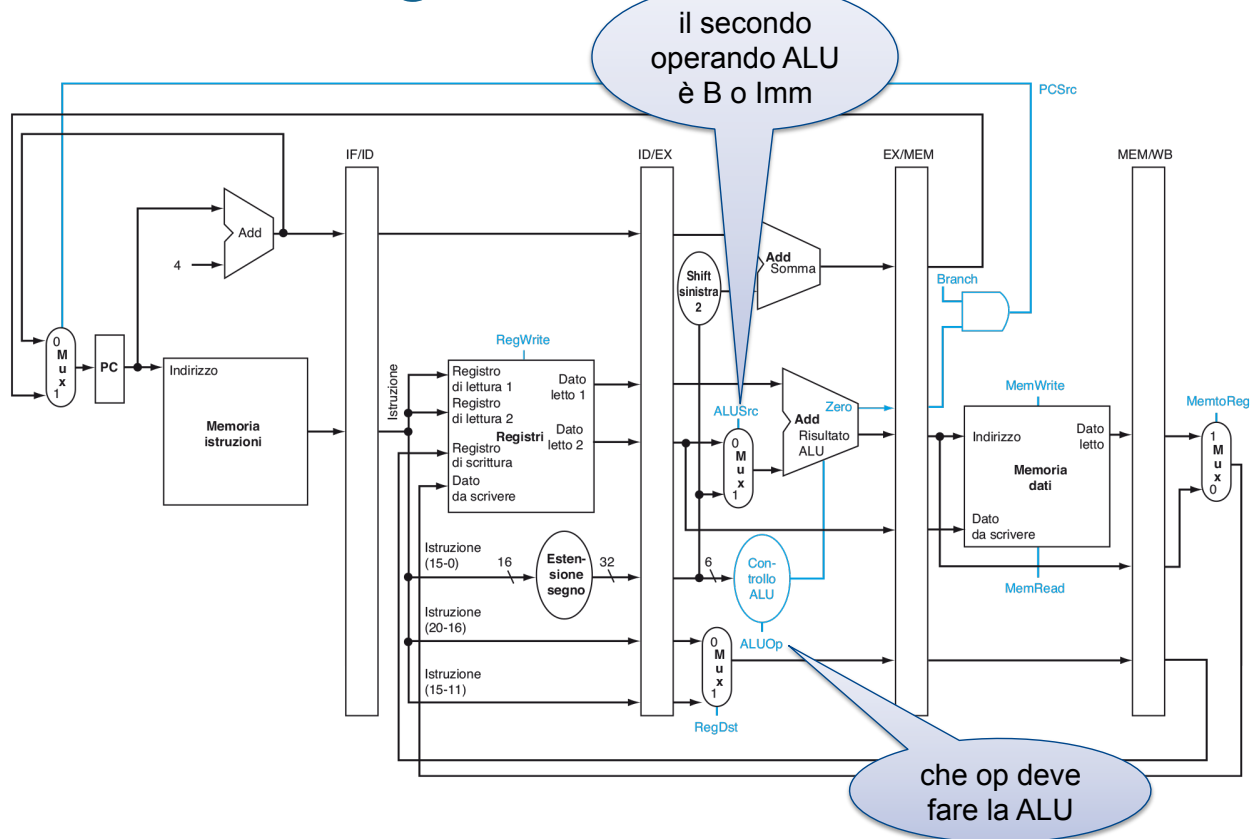 il secondo
operando ALU
è B o Imm
PCSrc
IF/ID
ID/EX
EX/MEM
MEM/WB
Add
4
Add
Somma
Shift
sinistra
2
Branch
0
M
u
x
1
PC
Indirizzo
Memoria
istruzioni
Istruzione
RegWrite
Registro
di lettura 1
Registro
di lettura 2
Registri
Registro
di scrittura
Dato
da scrivere
Dato
letto 1
Dato
letto 2
ALUSrc
0
M
u
x
1
Zero
Add
Risultato
ALU
MemWrite
Indirizzo
Dato
letto
Memoria
dati
Dato
da scrivere
MemRead
MemtoReg
1
M
u
x
0
Istruzione
(15-0)
16
Esten-
sione
segno
32
6
Con-
trollo
ALU
ALUOp
Istruzione
(20-16)
Istruzione
(15-11)
0
M
u
x
1
RegDst
che op deve
fare la ALU